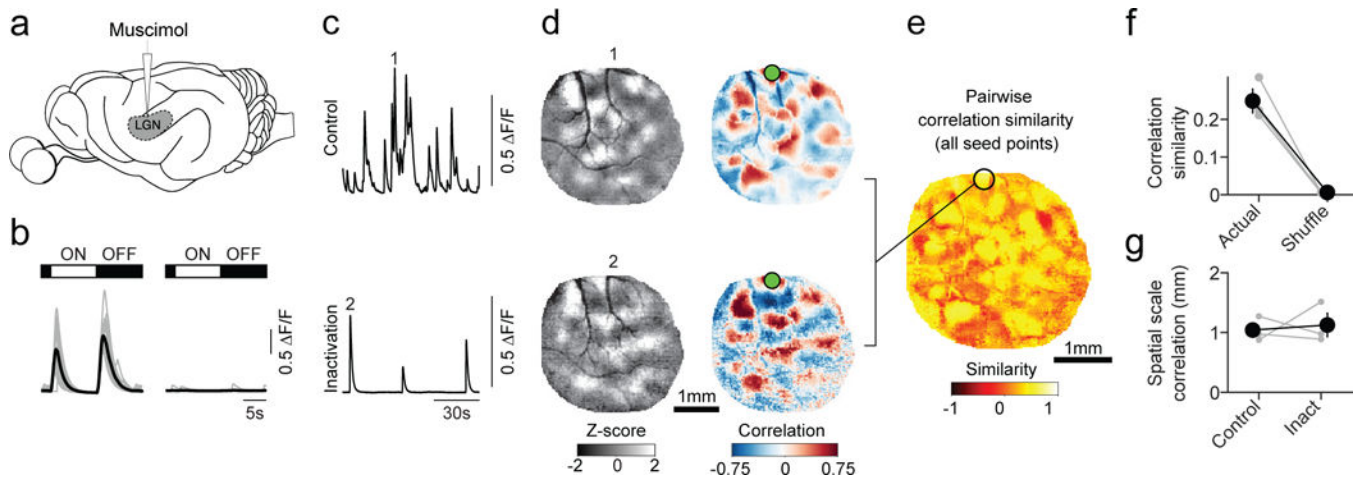 a
Muscimol
LGN
b
ON OFF
ON OFF
0.5 ΔF/F
5s
c
1
Control
0.5 ΔF/F
2
Inactivation
0.5 ΔF/F
30s
d
1
2
1mm
Z-score
-2 0 2
Correlation
-0.75 0 0.75
e
Pairwise
correlation similarity
(all seed points)
1mm
Similarity
-1 0 1
f
Correlation
similarity
0.2
0.1
0
Actual
Shuffle
g
Spatial scale
correlation (mm)
2
1
0
Control
Inact